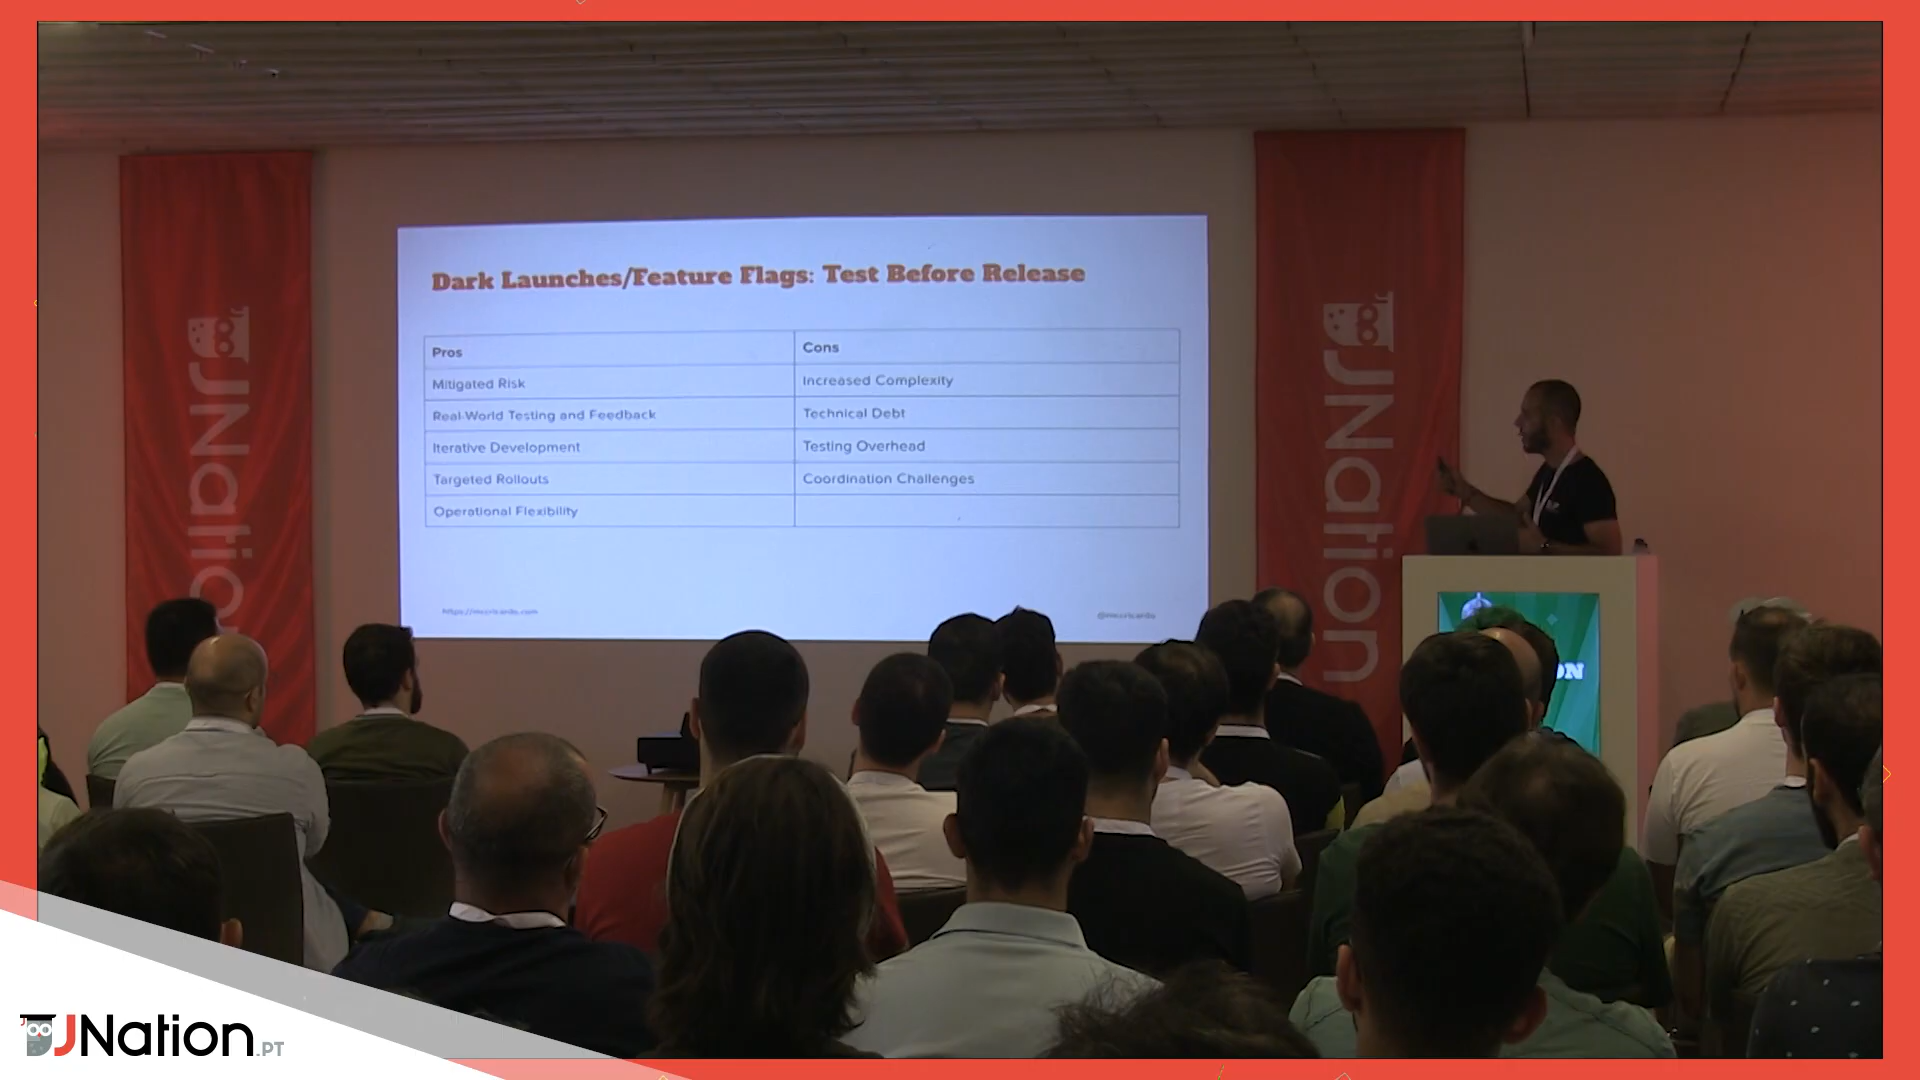 Dark Launches/Feature Flags: Test Before Release
Pros Cons
Mitigated Risk Increased Complexity
Real-World Testing and Feedback Technical Debt
Iterative Development Testing Overhead
Targeted Rollouts Coordination Challenges
Operational Flexibility
JNation
JNation
ON
JNation.PT